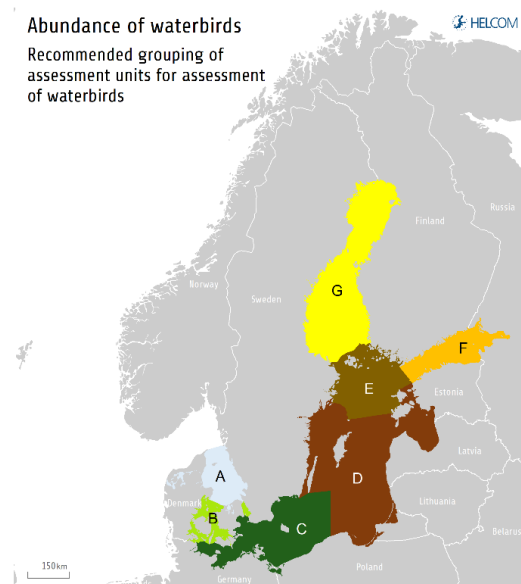 Abundance of waterbirds
HELCOM
Recommended grouping of
assessment units for assessment
of waterbirds
Russia
Finland
Norway
Sweden
G
F
E
Estonia
Latvia
A
D
Denmark
Lithuania
B
C
Belarus
150km
Poland
Germany